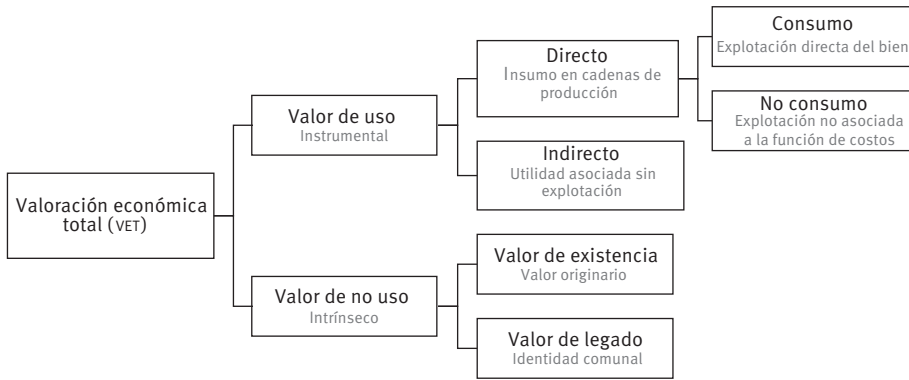 Valoración económica
total (VET)
Valor de uso
Instrumental
Directo
Insumo en cadenas de
producción
Consumo
Explotación directa del bien
No consumo
Explotación no asociada
a la función de costos
Indirecto
Utilidad asociada sin
explotación
Valor de no uso
Intrínseco
Valor de existencia
Valor originario
Valor de legado
Identidad comunal